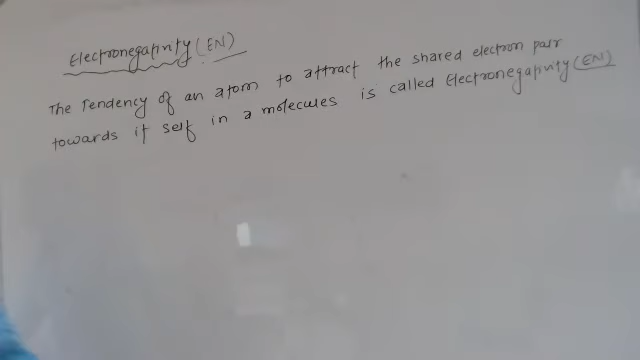 Electronegativity (EN)
The Tendency of an atom to attract the shared electron pair
towards it self in a molecules is called Electronegativity (EN)